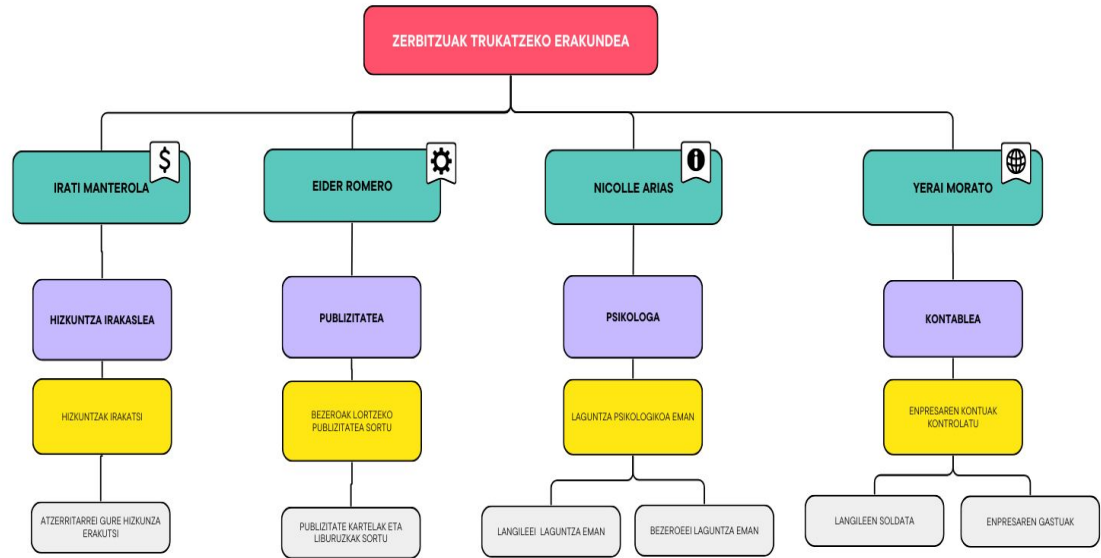 ZERBITZUAK TRUKATZEKO ERAKUNDEA
$
IRATI MANTEROLA
EIDER ROMERO
NICOLLE ARIAS
YERAI MORATO
HIZKUNTZA IRAKASLEA
PUBLIZITATEA
PSIKOLOGA
KONTABLEA
HIZKUNTZAK IRAKATSI
BEZEROAK LORTZEKO
PUBLIZITATEA SORTU
LAGUNTZA PSIKOLOGIKOA EMAN
ENPRESAREN KONTUAK
KONTROLATU
ATZERRITARREI GURE HIZKUNZA
ERAKUTSI
PUBLIZITATE KARTELAK ETA
LIBURUZKAK SORTU
LANGILEEI LAGUNTZA EMAN
BEZEROEEI LAGUNTZA EMAN
LANGILEEN SOLDATA
ENPRESAREN GASTUAK